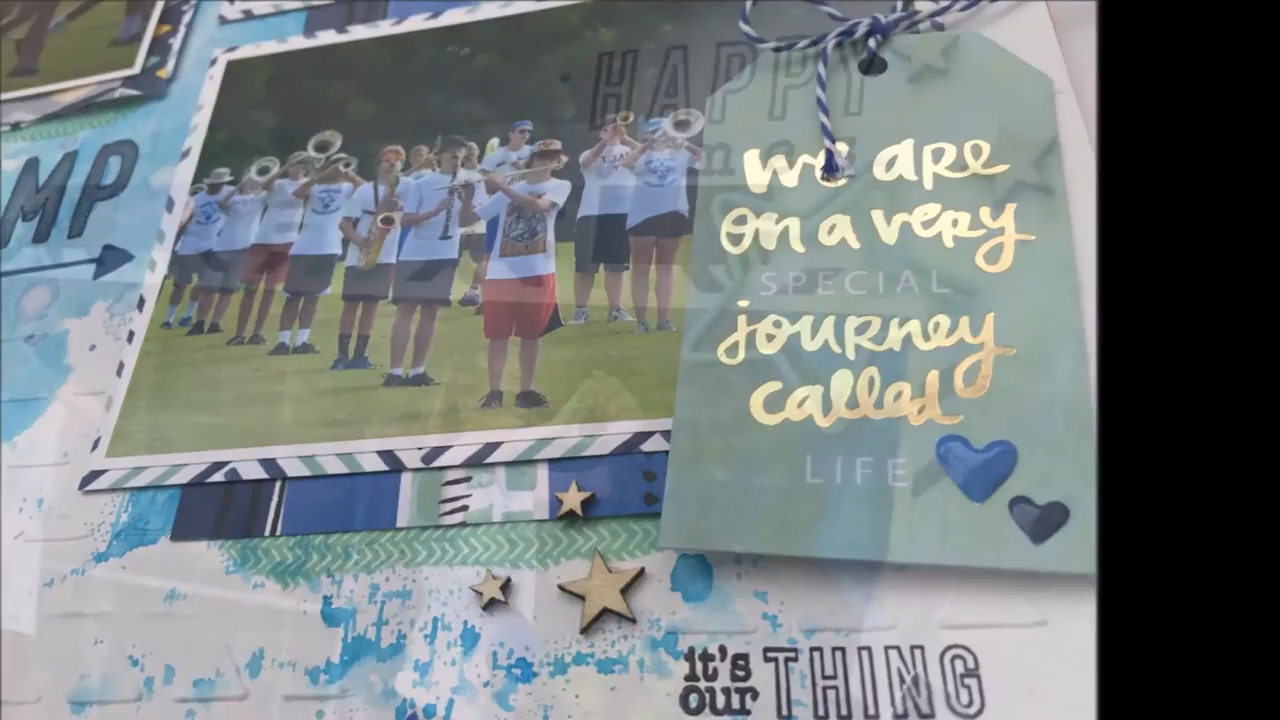 HAPPY
MP
we are
on a very
SPECIAL
journey
called
LIFE
it's
our THING